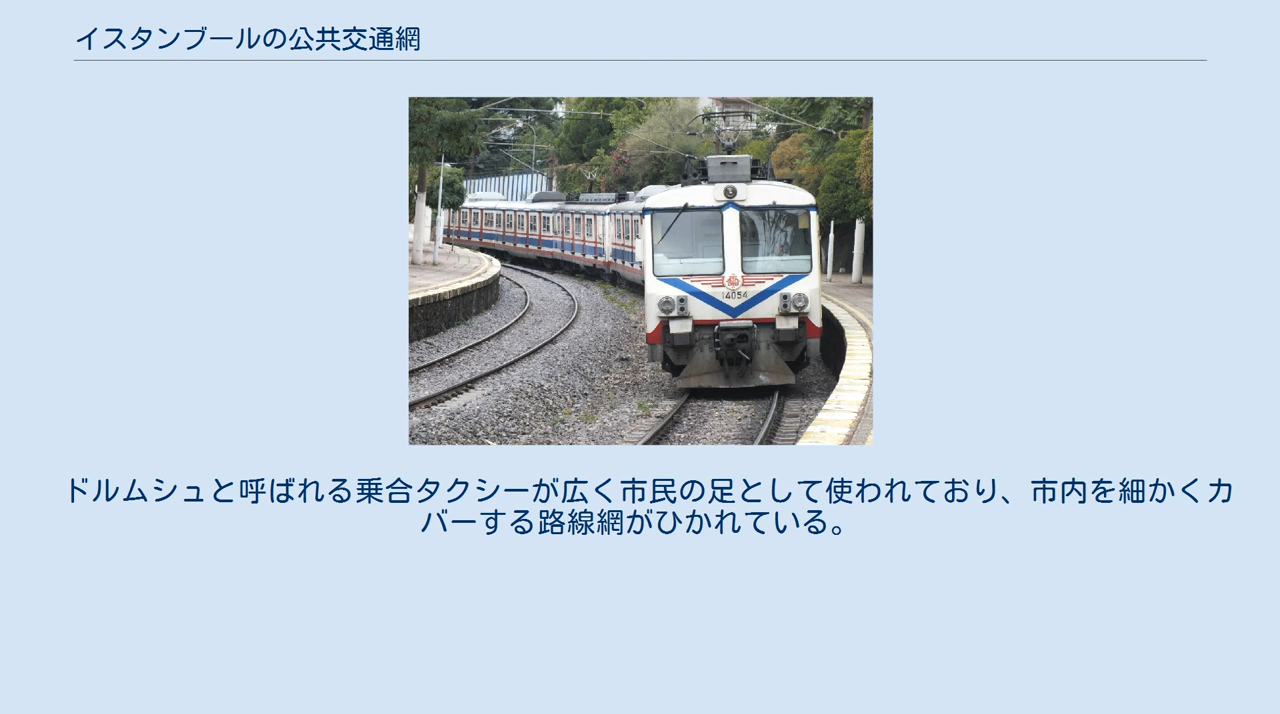 イスタンブールの公共交通網
14054
ドルムシュと呼ばれる乗合タクシーが広く市民の足として使われており、市内を細かくカ
バーする路線網がひかれている。